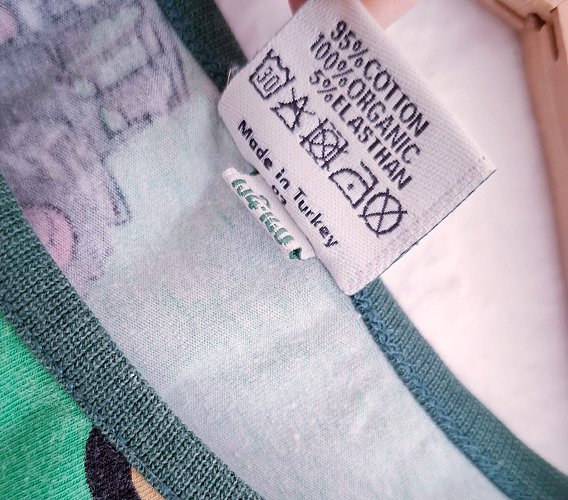 95%COTTON
100%ORGANIC
5%ELASTHAN
30
Made in Turkey